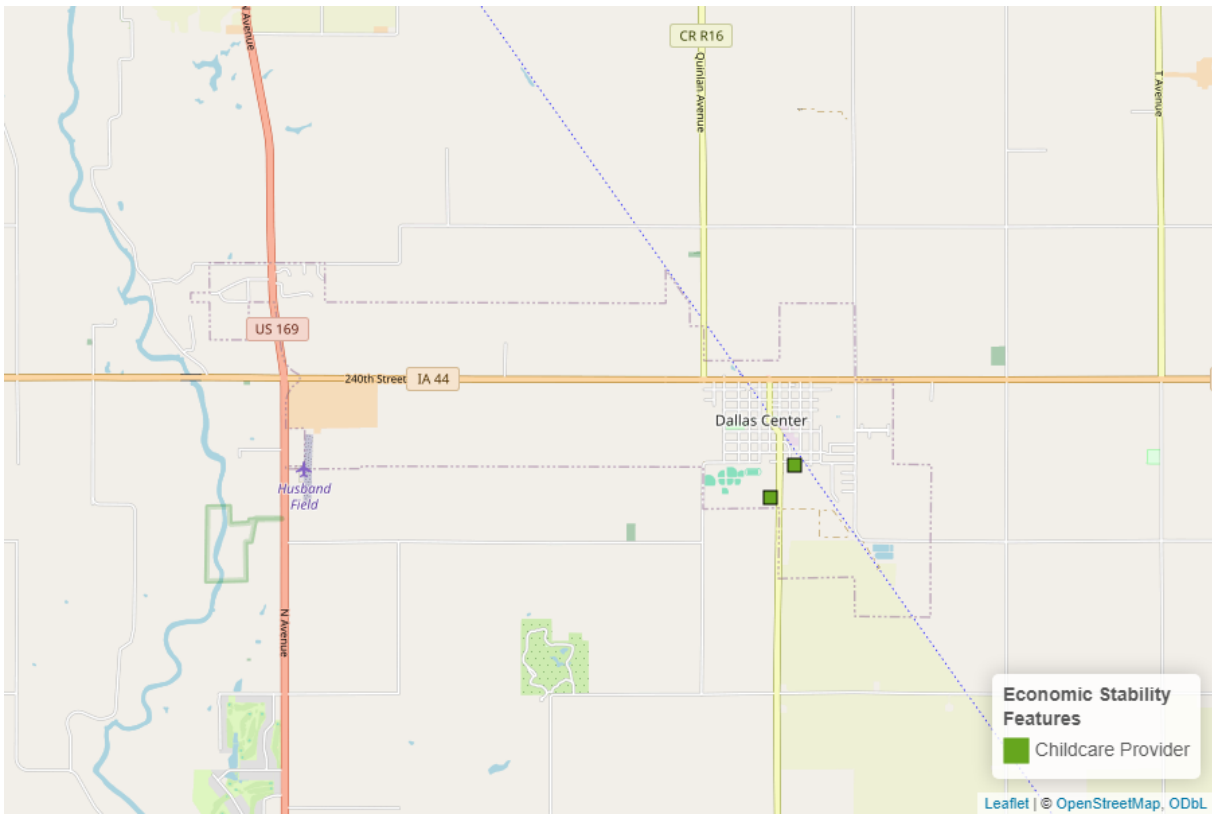 N Avenue
CR R16
Quinlan Avenue
T Avenue
US 169
240th Street
IA 44
Dallas Center
Husband
Field
N Avenue
Economic Stability
Features
Childcare Provider
Leaflet | © OpenStreetMap, ODbL